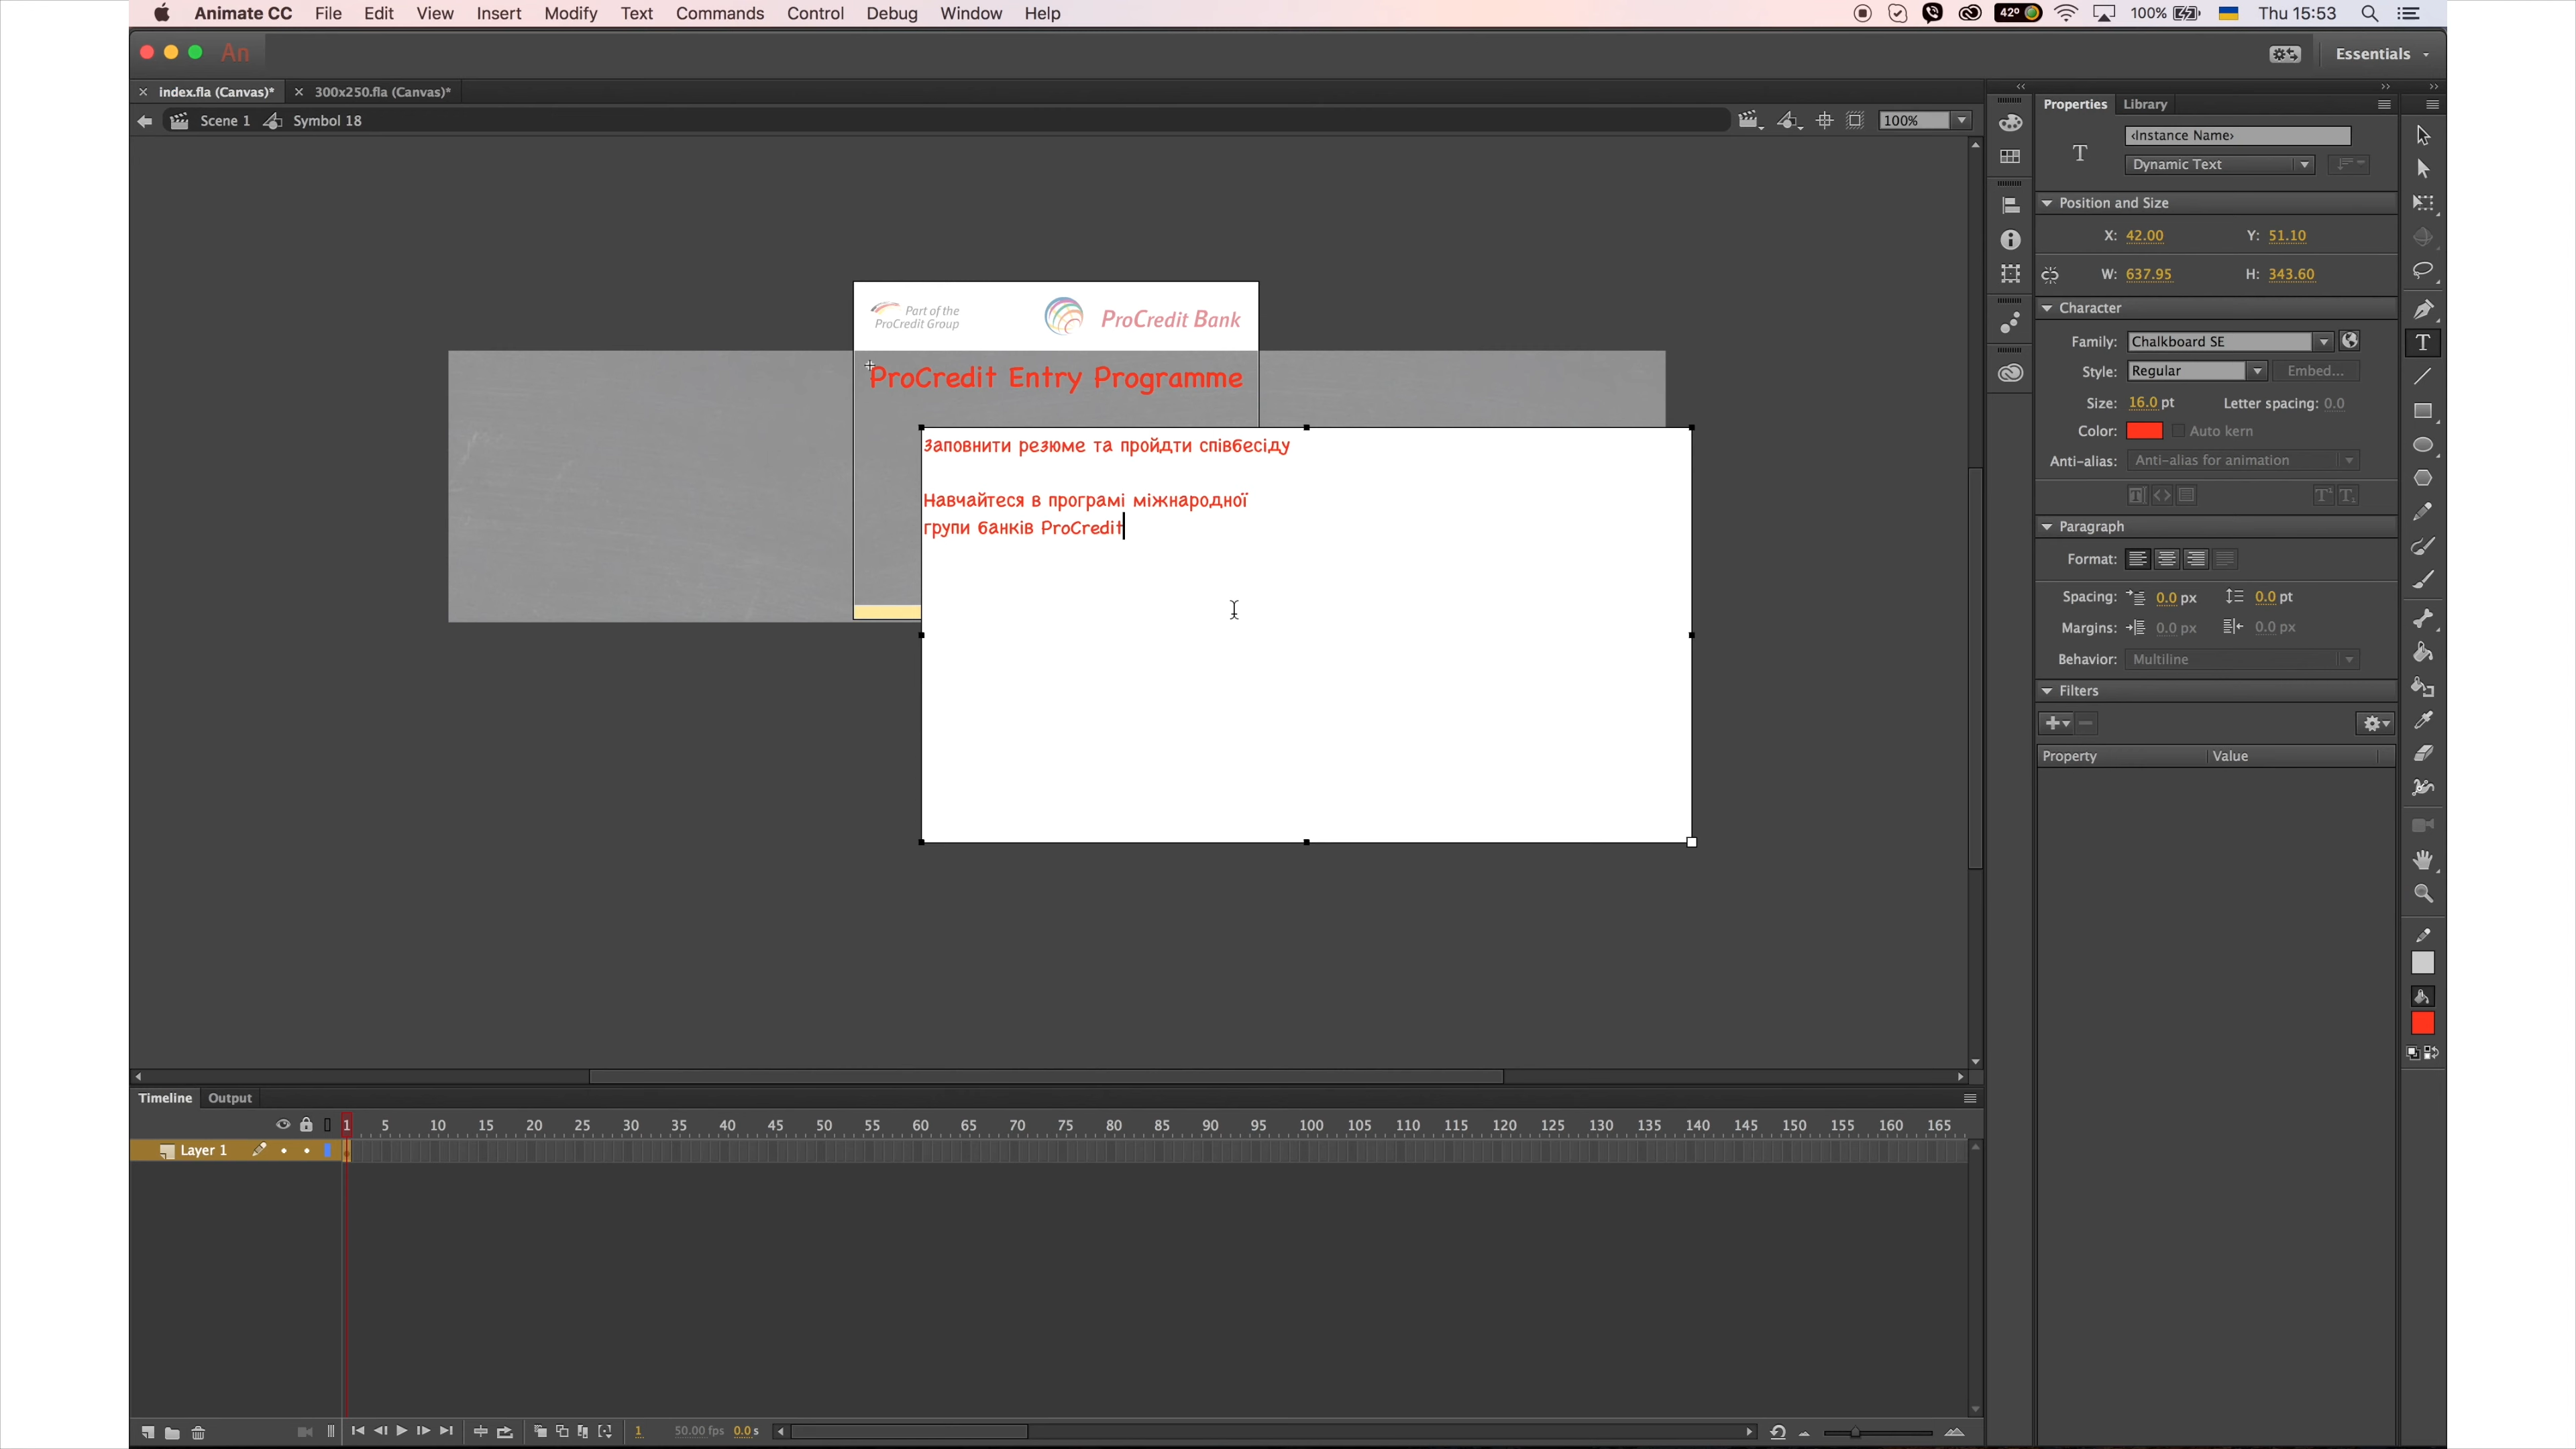 Animate CC File Edit View Insert Modify Text Commands Control Debug Window Help
42° 100% Thu 15:53
An Essentials
index.fla (Canvas)* 300x250.fla (Canvas)*
Scene 1 Symbol 18 100%
Properties Library
‹Instance Name›
T Dynamic Text
Position and Size
X: 42.00 Y: 51.10
W: 637.95 H: 343.60
Character
Family: Chalkboard SE
Style: Regular Embed...
Size: 16.0 pt Letter spacing: 0.0
Color: Auto kern
Anti-alias: Anti-alias for animation
Paragraph
Format:
Spacing: 0.0 px 0.0 pt
Margins: 0.0 px 0.0 px
Behavior: Multiline
Filters
Property Value
Part of the
ProCredit Group
ProCredit Bank
ProCredit Entry Programme
Заповнити резюме та пройдти співбесіду
Навчайтеся в програмі міжнародної
групи банків ProCredit
Timeline Output
1 5 10 15 20 25 30 35 40 45 50 55 60 65 70 75 80 85 90 95 100 105 110 115 120 125 130 135 140 145 150 155 160 165
Layer 1
1 50.00 fps 0.0 s